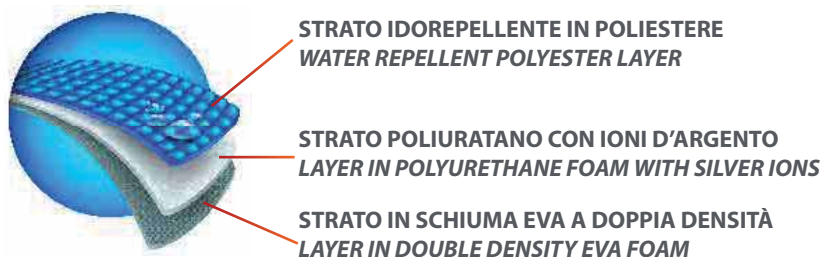 STRATO IDOREPELLENTE IN POLIESTERE
WATER REPELLENT POLYESTER LAYER
STRATO POLIURATANO CON IONI D'ARGENTO
LAYER IN POLYURETHANE FOAM WITH SILVER IONS
STRATO IN SCHIUMA EVA A DOPPIA DENSITÀ
LAYER IN DOUBLE DENSITY EVA FOAM